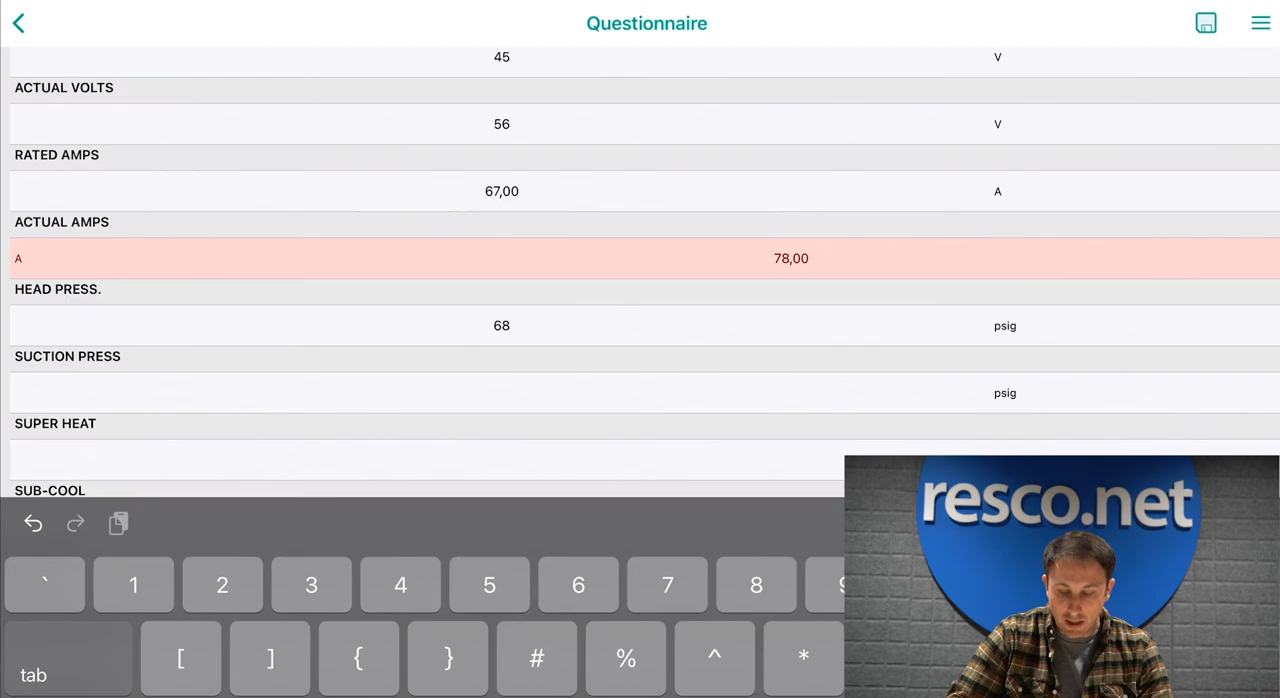 Questionnaire
45 V
ACTUAL VOLTS
56 V
RATED AMPS
67,00 A
ACTUAL AMPS
A 78,00
HEAD PRESS.
68 psig
SUCTION PRESS
psig
SUPER HEAT
SUB-COOL
resco.net
` 1 2 3 4 5 6 7 8
tab [ ] { } # % ^ *